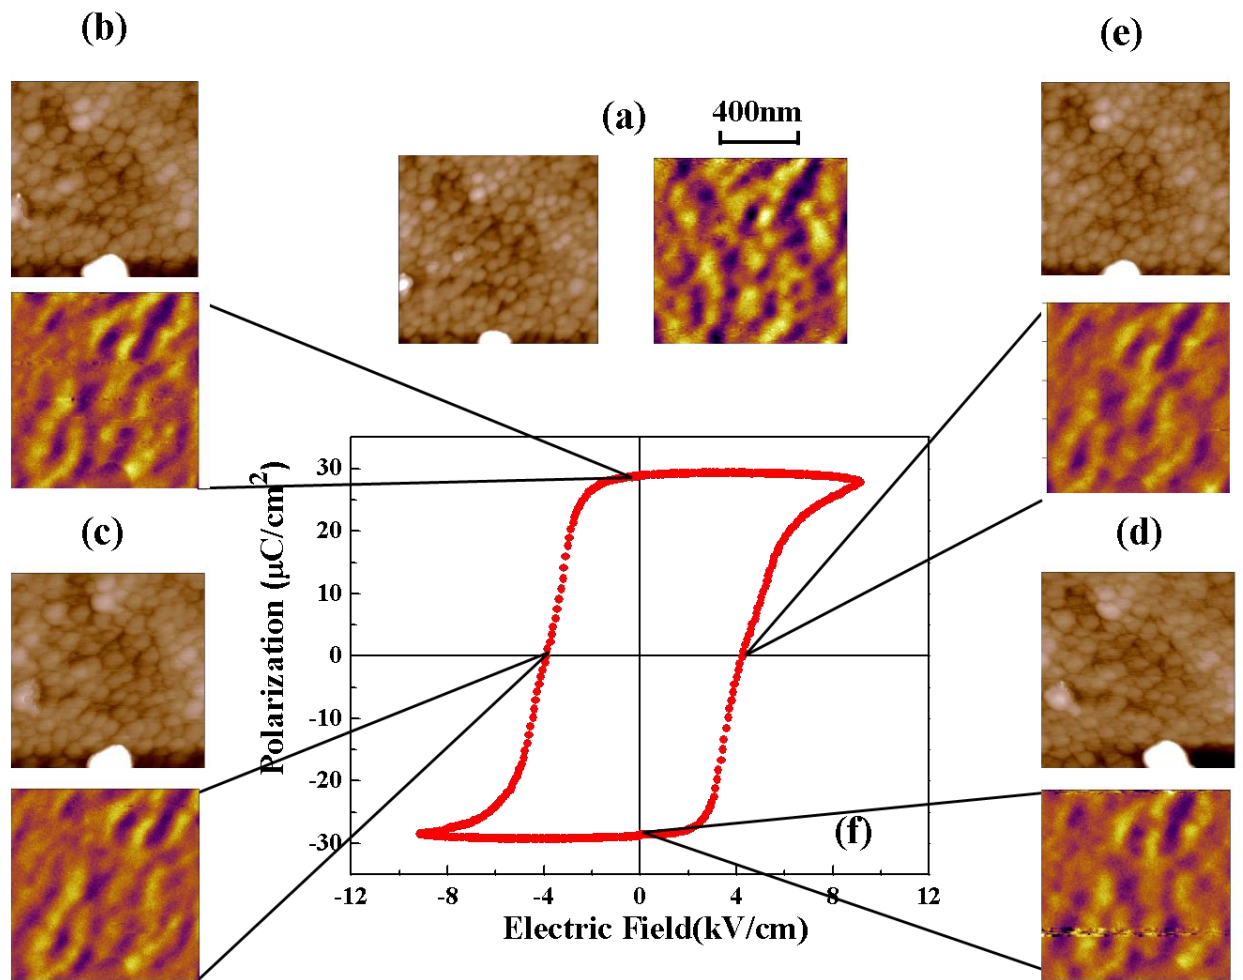 (b)
(e)
(a)
400nm
(c)
(d)
30
20
10
0
-10
-20
-30
Polarization (μC/cm²)
(f)
-12 -8 -4 0 4 8 12
Electric Field(kV/cm)